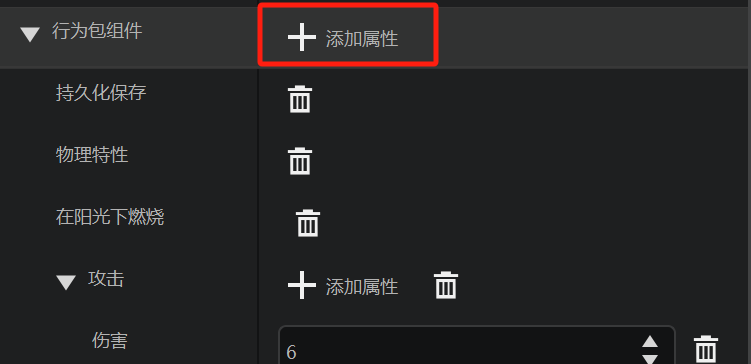 行为包组件 添加属性
持久化保存
物理特性
在阳光下燃烧
攻击 添加属性
伤害 6